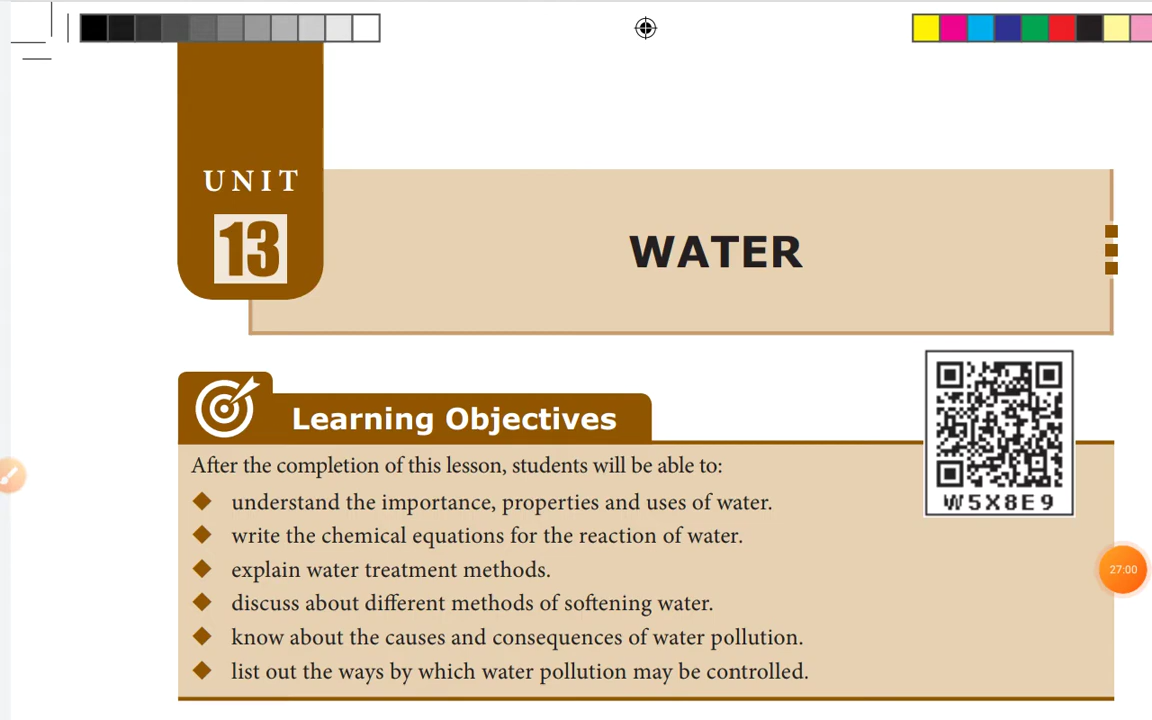 UNIT
13
WATER
Learning Objectives
After the completion of this lesson, students will be able to:
understand the importance, properties and uses of water.
write the chemical equations for the reaction of water.
explain water treatment methods.
discuss about different methods of softening water.
know about the causes and consequences of water pollution.
list out the ways by which water pollution may be controlled.
W5X8E9
27:00